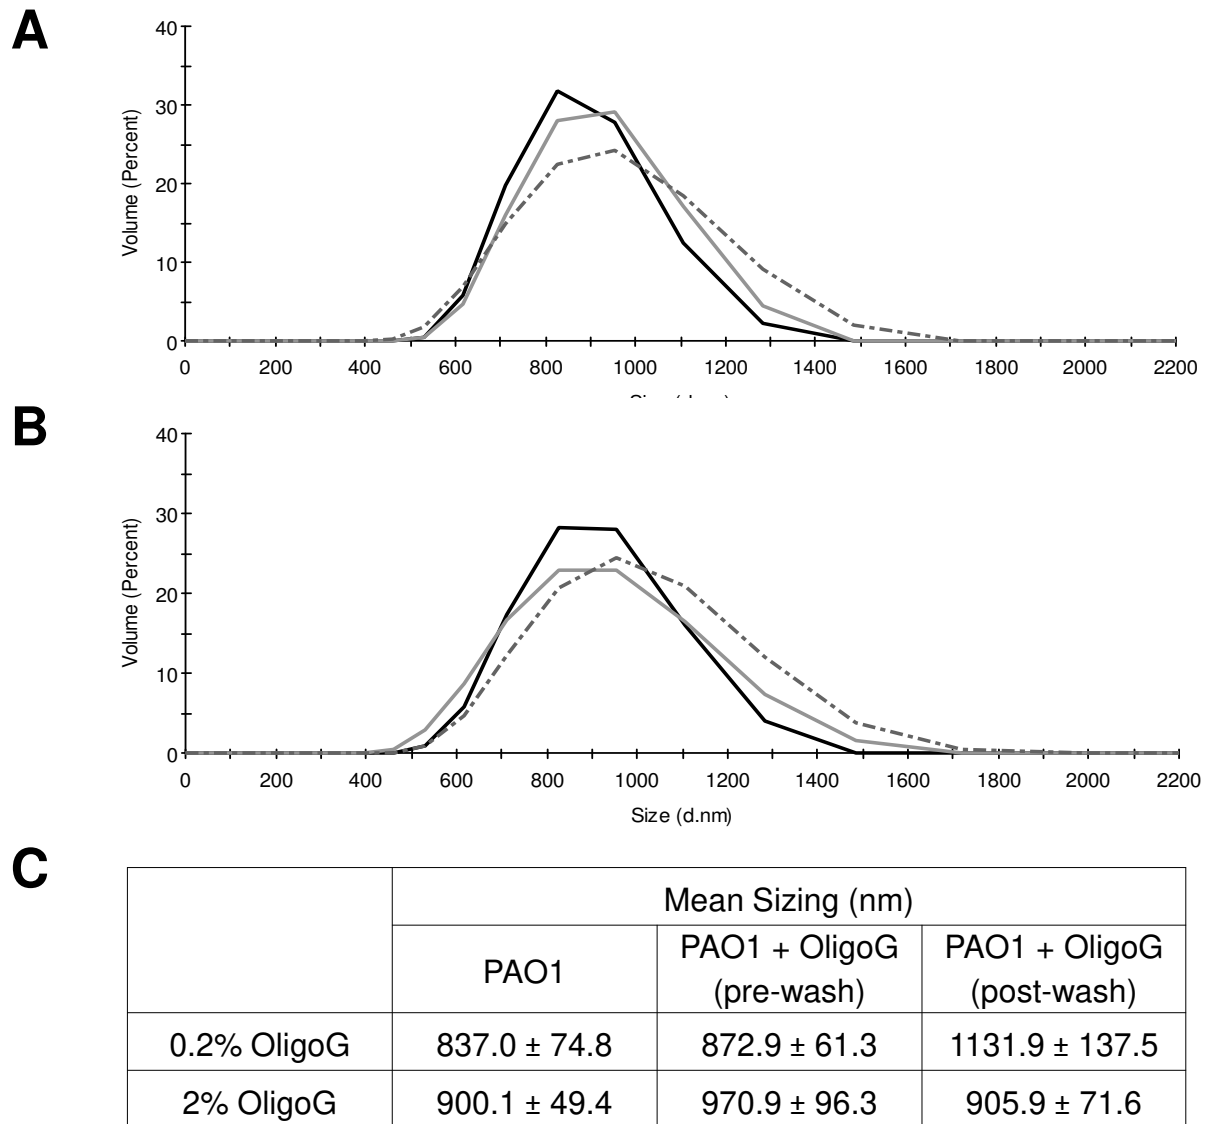 A
40
30
20
10
0
Volume (Percent)
0 200 400 600 800 1000 1200 1400 1600 1800 2000 2200
B
40
30
20
10
0
Volume (Percent)
0 200 400 600 800 1000 1200 1400 1600 1800 2000 2200
Size (d.nm)
C
Mean Sizing (nm)
PAO1
PAO1 + OligoG
(pre-wash)
PAO1 + OligoG
(post-wash)
0.2% OligoG 837.0 ± 74.8 872.9 ± 61.3 1131.9 ± 137.5
2% OligoG 900.1 ± 49.4 970.9 ± 96.3 905.9 ± 71.6